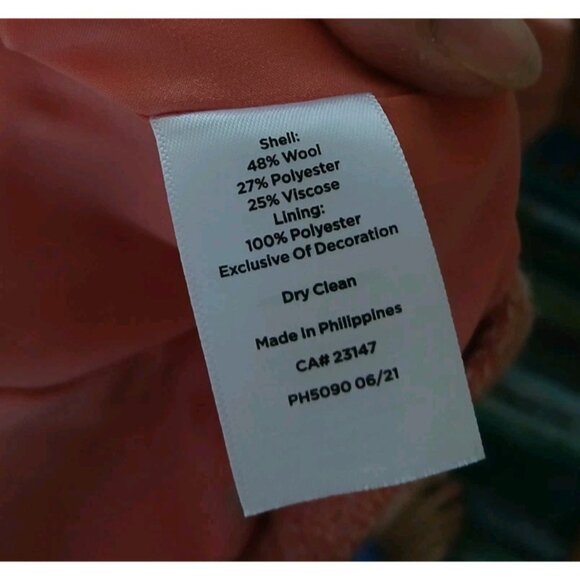 Shell:
48% Wool
27% Polyester
25% Viscose
Lining:
100% Polyester
Exclusive Of Decoration
Dry Clean
Made In Philippines
CA# 23147
PH5090 06/21